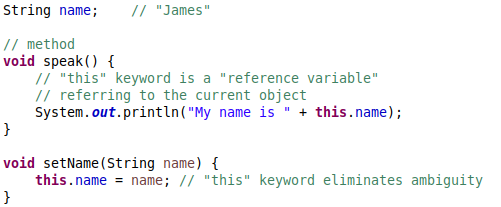 String name;    // "James"

// method
void speak() {
    // "this" keyword is a "reference variable"
    // referring to the current object
    System.out.println("My name is " + this.name);
}

void setName(String name) {
    this.name = name; // "this" keyword eliminates ambiguity
}